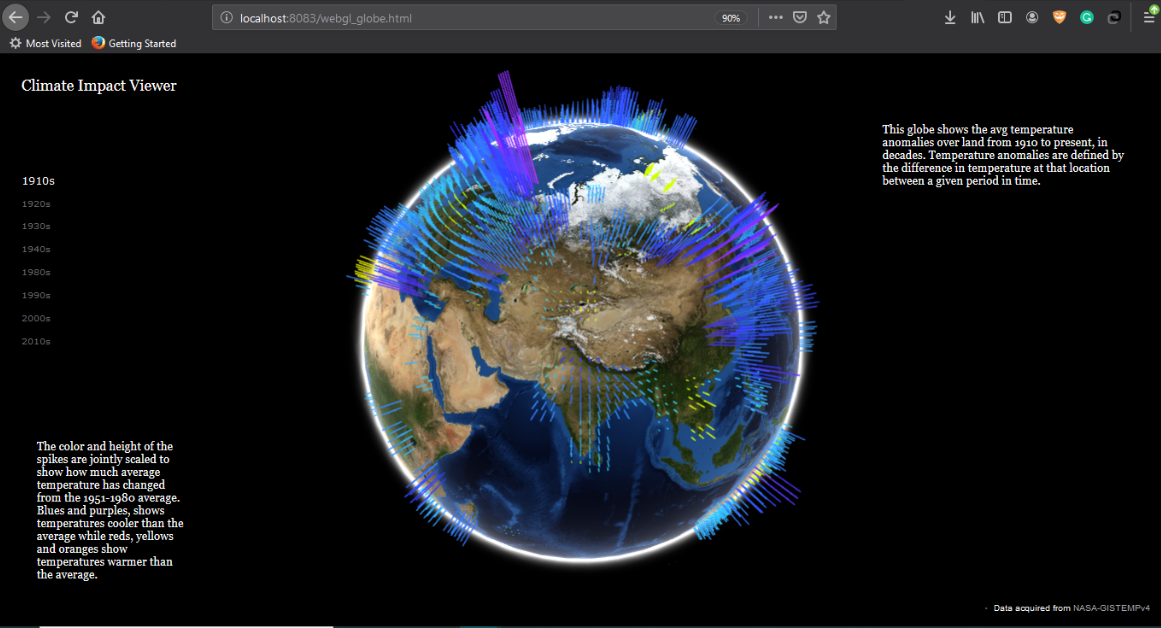 localhost:8083/webgl_globe.html
90%
Most Visited
Getting Started
Climate Impact Viewer
This globe shows the avg temperature
anomalies over land from 1910 to present, in
decades. Temperature anomalies are defined by
the difference in temperature at that location
between a given period in time.
1910s
1920s
1930s
1940s
1980s
1990s
2000s
2010s
The color and height of the
spikes are jointly scaled to
show how much average
temperature has changed
from the 1951-1980 average.
Blues and purples, shows
temperatures cooler than the
average while reds, yellows
and oranges show
temperatures warmer than
the average.
Data acquired from NASA-GISTEMPv4